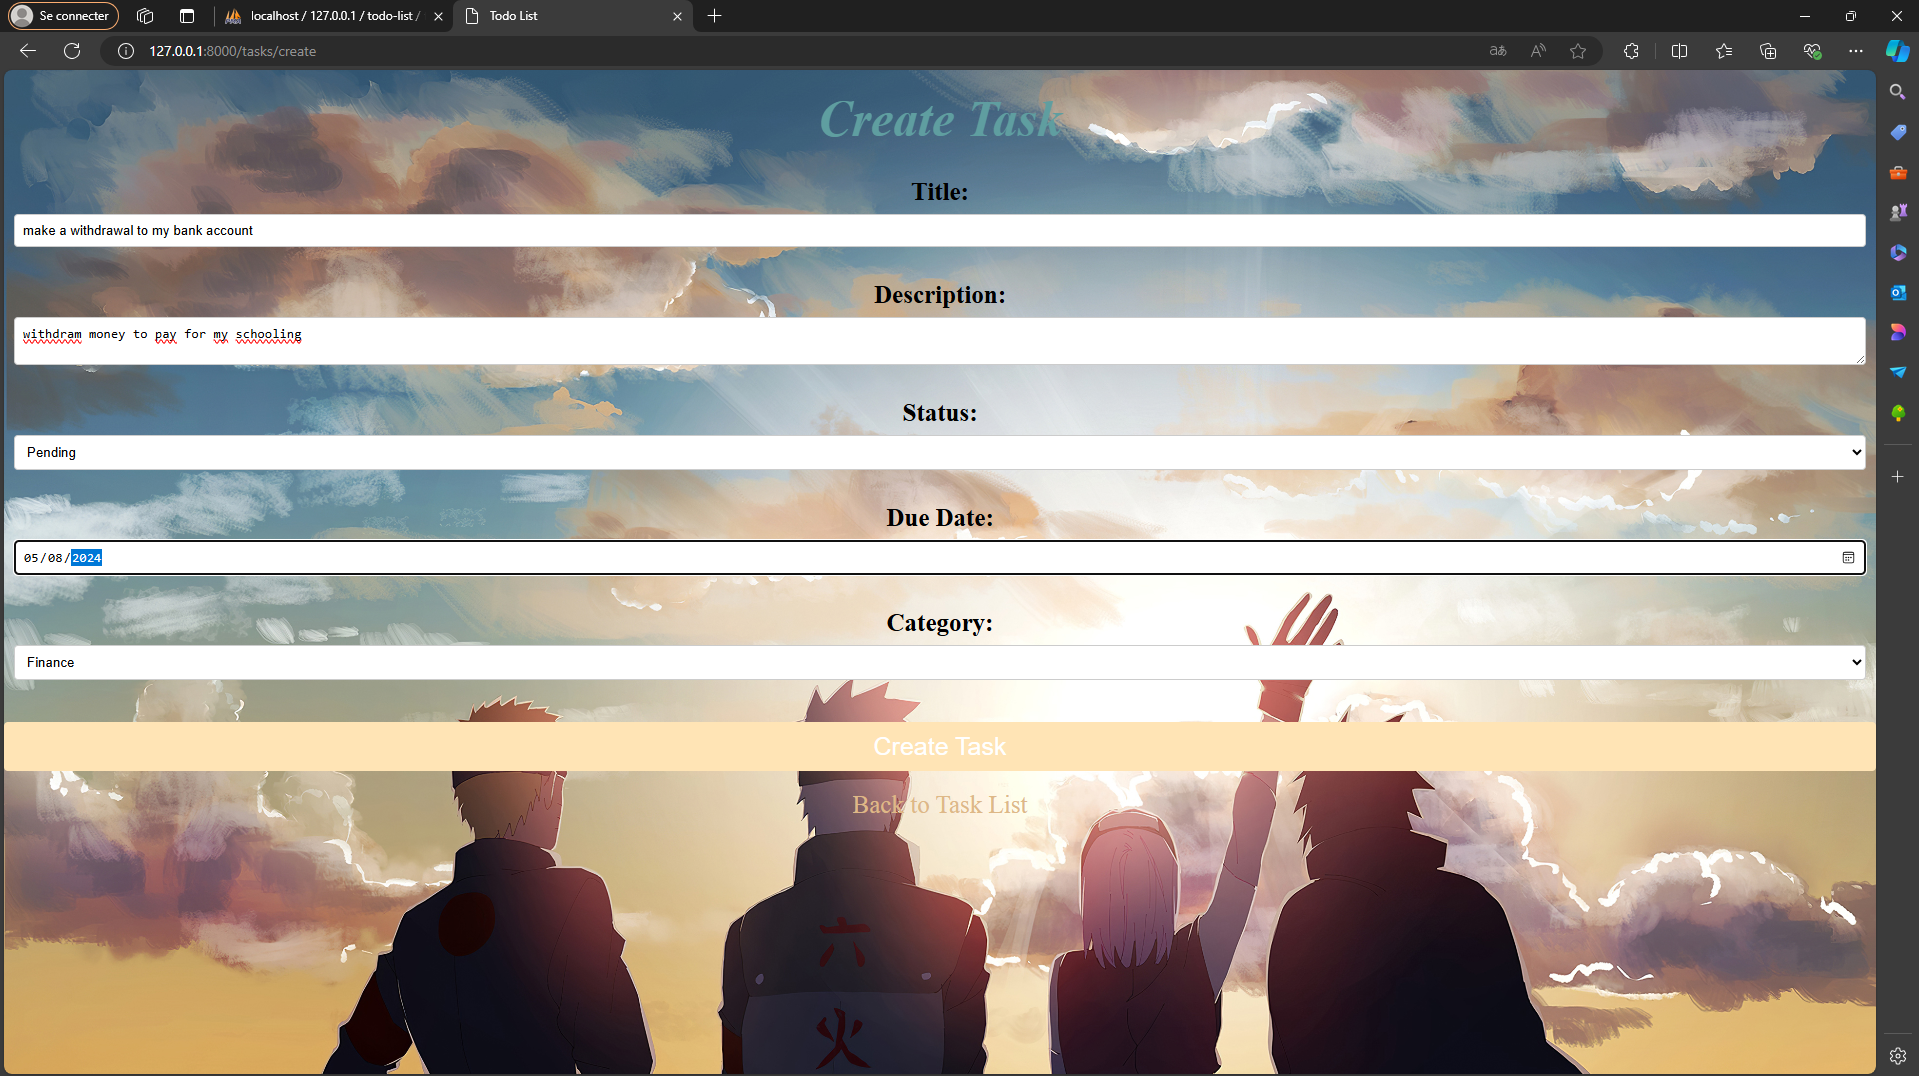 Se connecter
localhost / 127.0.0.1 / todo-list /
Todo List
127.0.0.1:8000/tasks/create
Create Task
Title:
make a withdrawal to my bank account
Description:
withdram money to pay for my schooling
Status:
Pending
Due Date:
05/08/2024
Category:
Finance
Create Task
Back to Task List
六
火